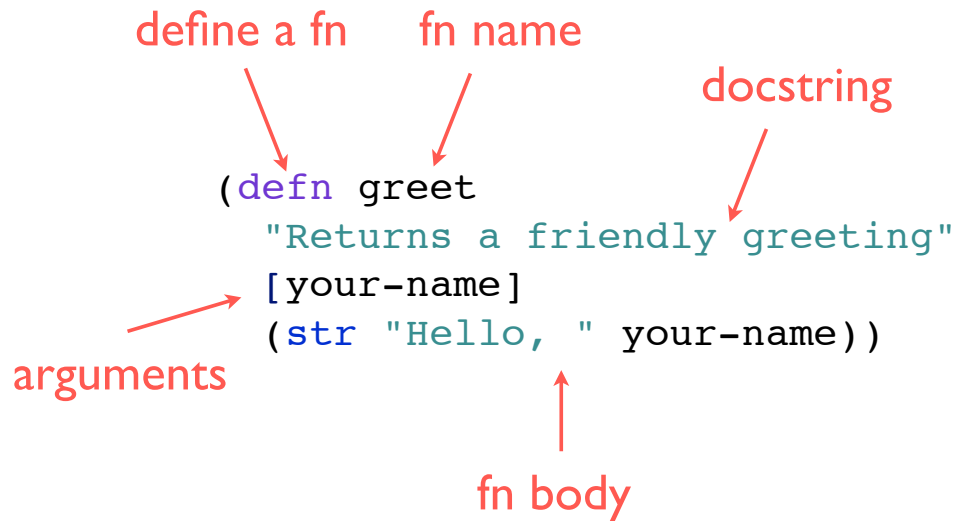 define a fn fn name
docstring
(defn greet
"Returns a friendly greeting"
[your-name]
(str "Hello, " your-name))
arguments
fn body